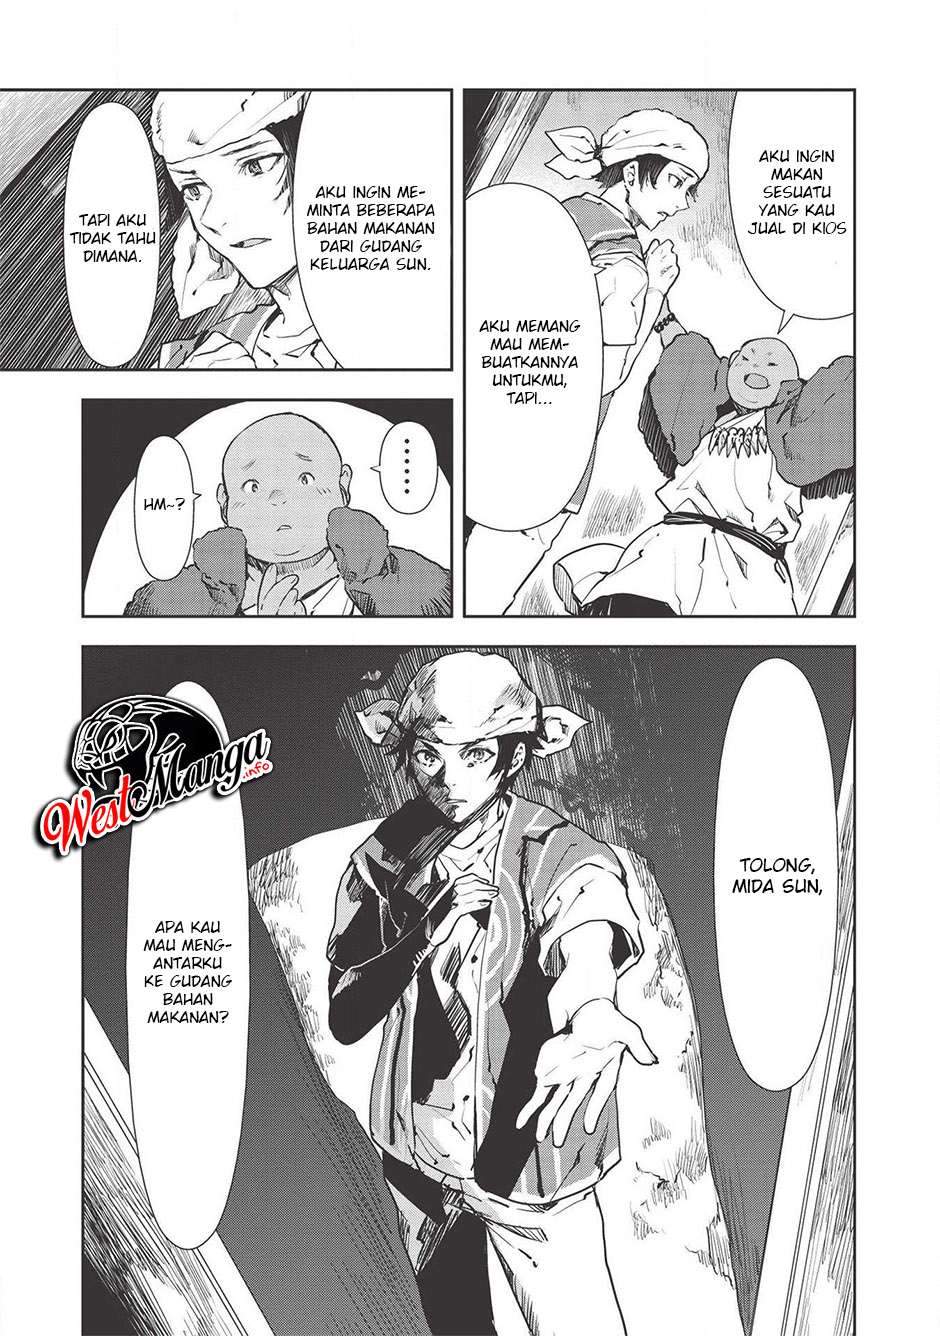 AKU INGIN
MAKAN
SESUATU
YANG KAU
JUAL DI KIOS
AKU MEMANG
MAU MEM-
BUATKANNYA
UNTUKMU,
TAPI...
AKU INGIN ME-
MINTA BEBERAPA
BAHAN MAKANAN
DARI GUDANG
KELUARGA SUN.
TAPI AKU
TIDAK TAHU
DIMANA.
......
HM~?
TOLONG,
MIDA SUN,
APA KAU
MAU MENG-
ANTARKU
KE GUDANG
BAHAN
MAKANAN?
WestManga
.info